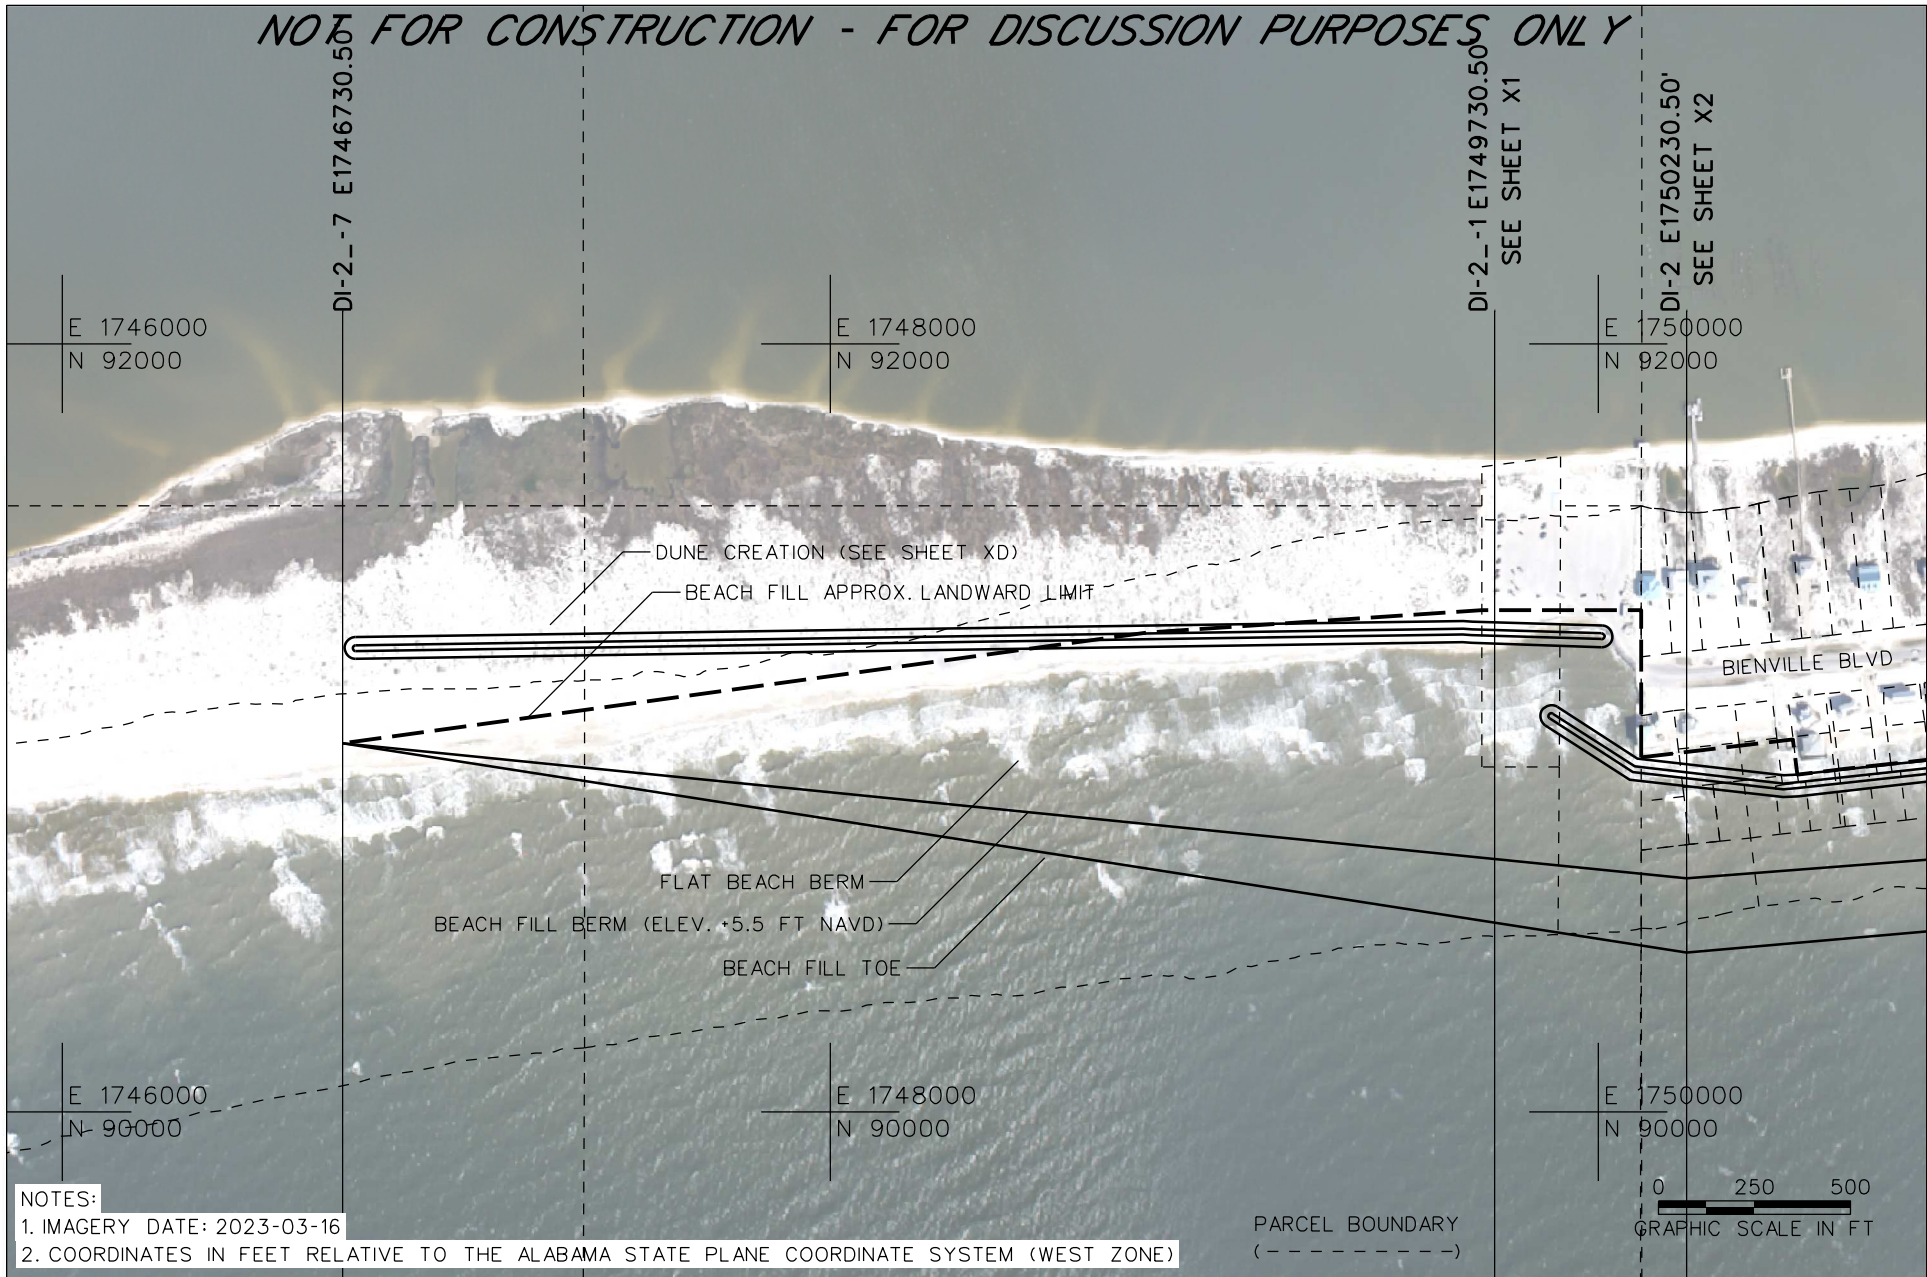 NOT FOR CONSTRUCTION - FOR DISCUSSION PURPOSES ONLY
DI-2_-7 E1746730.50'
DI-2_-1 E1749730.50'
SEE SHEET X1
DI-2 E1750230.50'
SEE SHEET X2
E 1746000
N 92000
E 1748000
N 92000
E 1750000
N 92000
DUNE CREATION (SEE SHEET XD)
BEACH FILL APPROX. LANDWARD LIMIT
BIENVILLE BLVD
FLAT BEACH BERM
BEACH FILL BERM (ELEV. +5.5 FT NAVD)
BEACH FILL TOE
E 1746000
N 90000
E 1748000
N 90000
E 1750000
N 90000
0 250 500
GRAPHIC SCALE IN FT
NOTES:
1. IMAGERY DATE: 2023-03-16
2. COORDINATES IN FEET RELATIVE TO THE ALABAMA STATE PLANE COORDINATE SYSTEM (WEST ZONE)
PARCEL BOUNDARY
(---------)